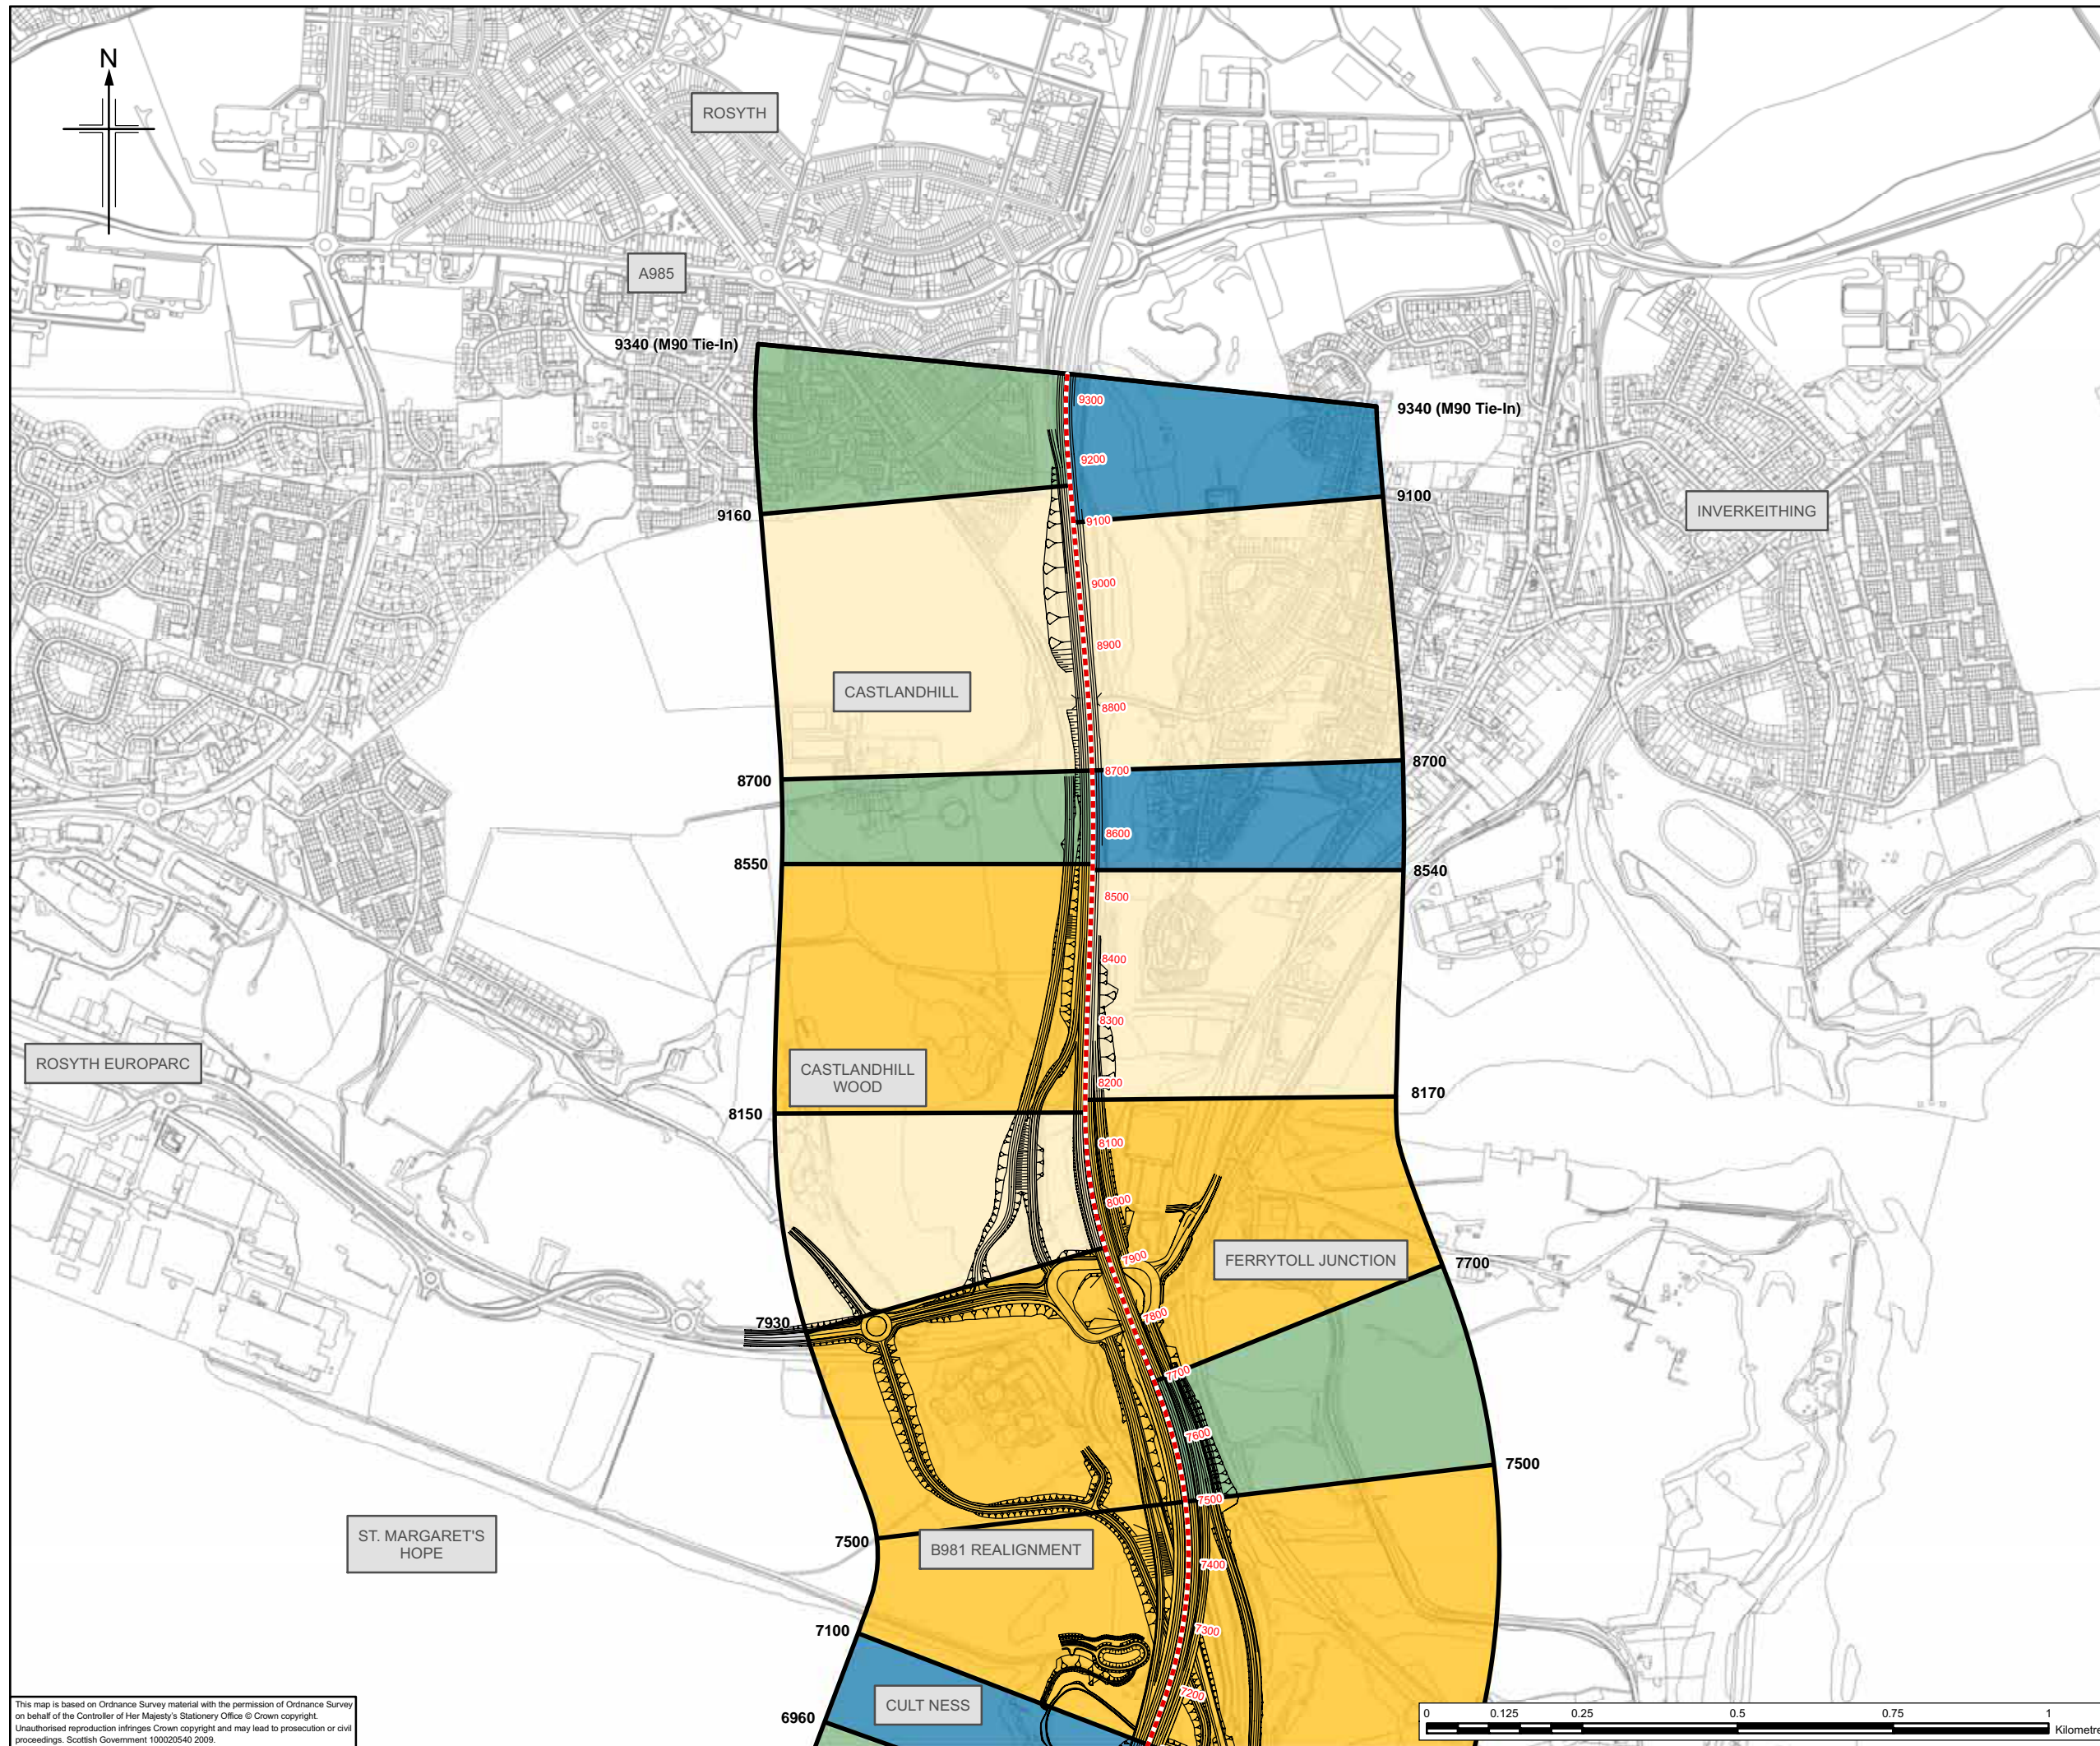 N
ROSYTH
A985
9340 (M90 Tie-In)
9300
9340 (M90 Tie-In)
9200
9100
9160
9100
INVERKEITHING
9000
8900
CASTLANDHILL
8800
8700
8700
8700
8600
8550
8540
8500
8400
8300
ROSYTH EUROPARC
CASTLANDHILL
WOOD
8200
8170
8150
8100
8000
7900
FERRYTOLL JUNCTION
7700
7800
7930
7700
7600
7500
7500
ST. MARGARET'S
HOPE
7500
B981 REALIGNMENT
7400
7100
7300
7200
CULT NESS
6960
This map is based on Ordnance Survey material with the permission of Ordnance Survey
on behalf of the Controller of Her Majesty's Stationery Office © Crown copyright.
Unauthorised reproduction infringes Crown copyright and may lead to prosecution or civil
proceedings. Scottish Government 100020540 2009.
0 0.125 0.25 0.5 0.75 1
Kilometre